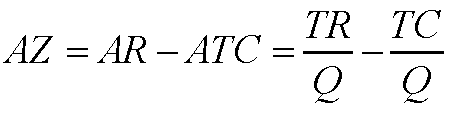 AZ = AR − ATC = TR/Q − TC/Q